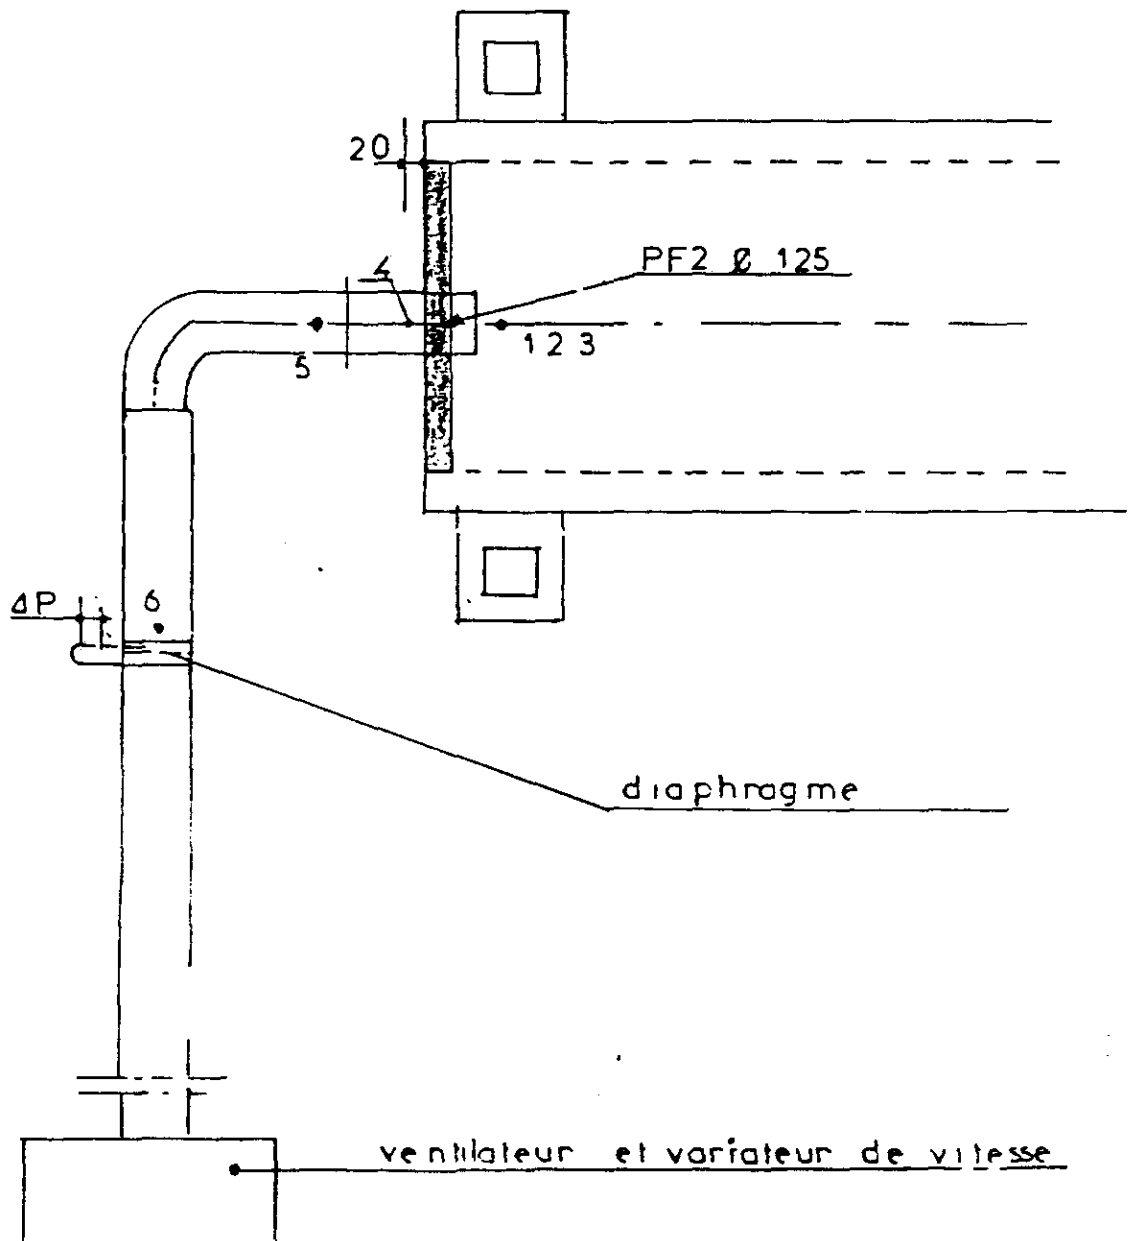 20
PF2 Ø 125
4
1 2 3
5
ΔP
6
diaphragme
ventilateur et variateur de vitesse